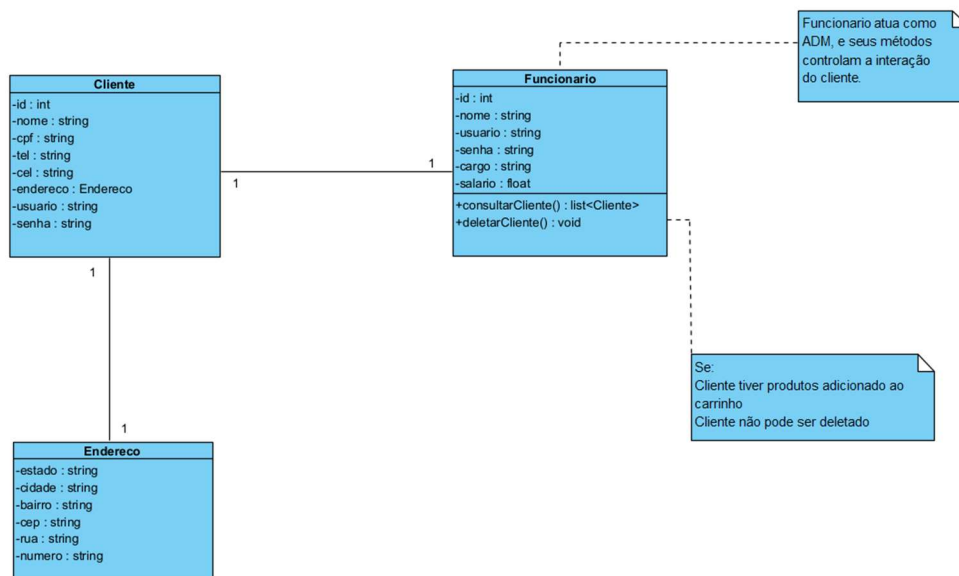 Cliente
-id : int
-nome : string
-cpf : string
-tel : string
-cel : string
-endereco : Endereco
-usuario : string
-senha : string
1
1
Funcionario
-id : int
-nome : string
-usuario : string
-senha : string
-cargo : string
-salario : float
+consultarCliente() : list<Cliente>
+deletarCliente() : void
Funcionario atua como
ADM, e seus métodos
controlam a interação
do cliente.
1
1
Endereco
-estado : string
-cidade : string
-bairro : string
-cep : string
-rua : string
-numero : string
Se:
Cliente tiver produtos adicionado ao
carrinho
Cliente não pode ser deletado